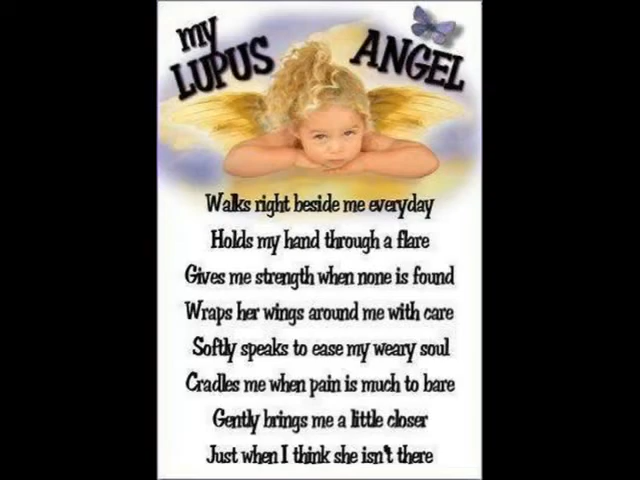 my
LUPUS ANGEL
Walks right beside me everyday
Holds my hand through a flare
Gives me strength when none is found
Wraps her wings around me with care
Softly speaks to ease my weary soul
Cradles me when pain is much to bare
Gently brings me a little closer
Just when I think she isn't there